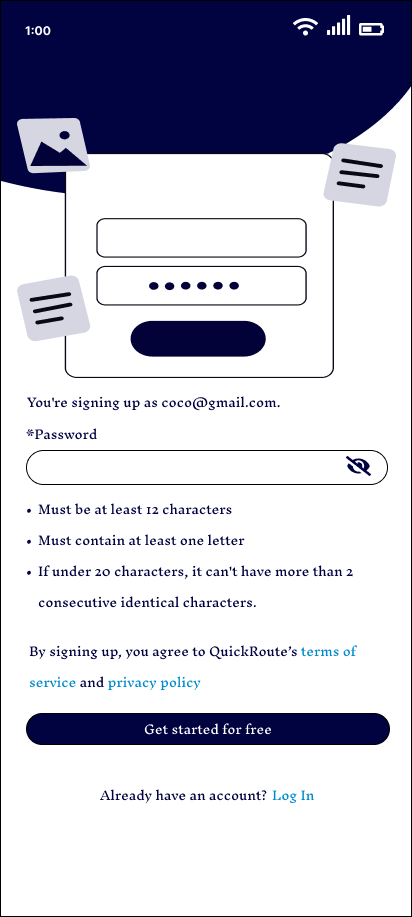 1:00
You're signing up as coco@gmail.com.
*Password
• Must be at least 12 characters
• Must contain at least one letter
• If under 20 characters, it can't have more than 2
consecutive identical characters.
By signing up, you agree to QuickRoute’s terms of
service and privacy policy
Get started for free
Already have an account? Log In